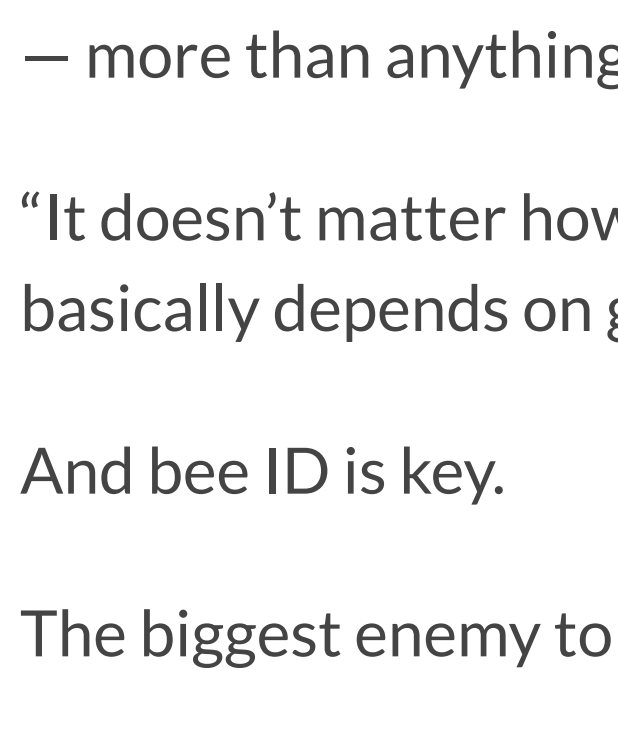 — more than anything
“It doesn’t matter how
basically depends on
And bee ID is key.
The biggest enemy to